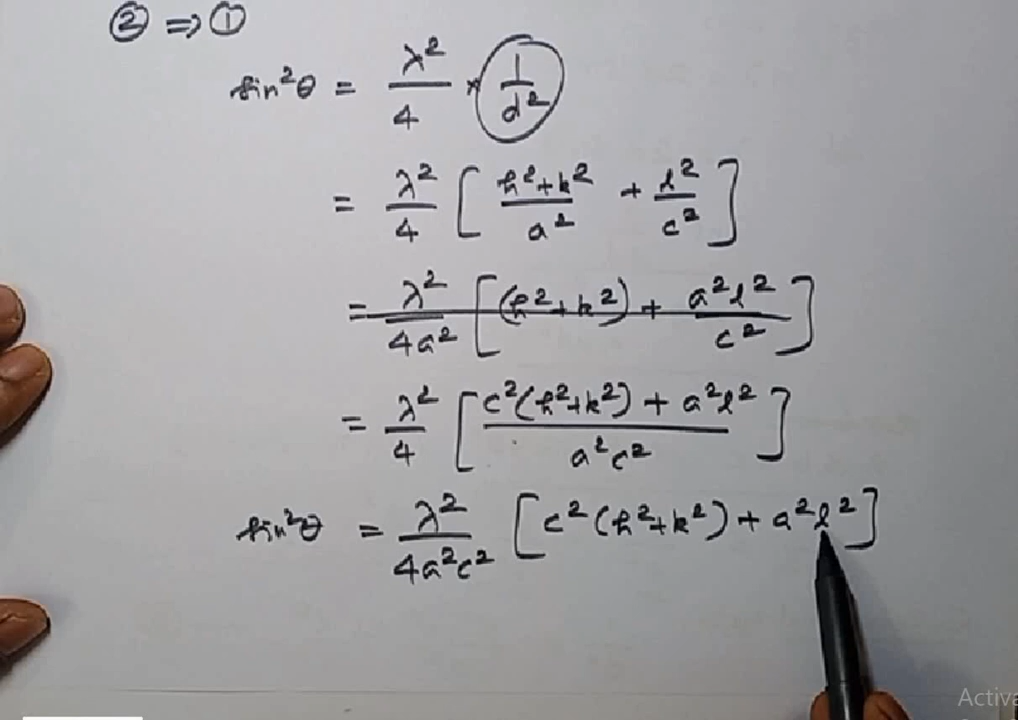 ② ⇒ ①
sin²θ = λ²/4 × 1/d²
= λ²/4 [ (h²+k²)/a² + l²/c² ]
= λ²/4a² [ (h²+k²) + a²l²/c² ]
= λ²/4 [ (c²(h²+k²) + a²l²)/a²c² ]
sin²θ = λ²/4a²c² [ c²(h²+k²) + a²l² ]
Activa